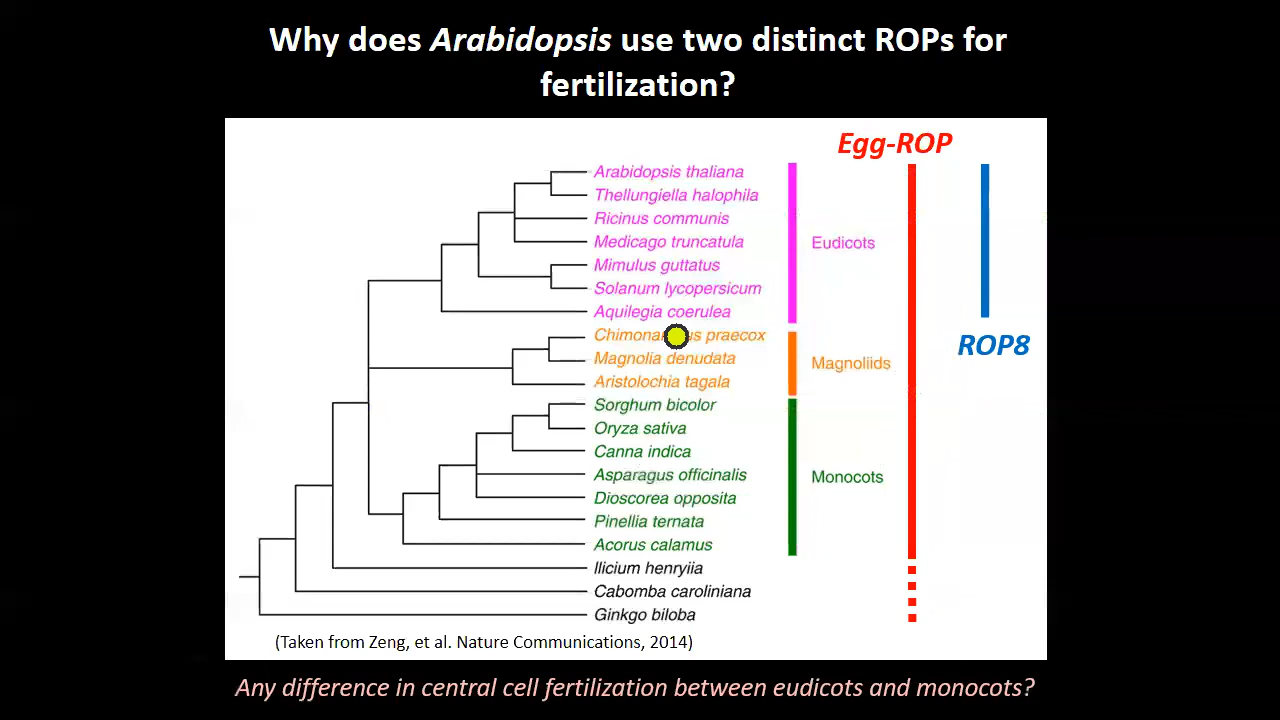 Why does Arabidopsis use two distinct ROPs for
fertilization?
Egg-ROP
Arabidopsis thaliana
Thellungiella halophila
Ricinus communis
Medicago truncatula
Eudicots
Mimulus guttatus
Solanum lycopersicum
Aquilegia coerulea
praecox
ROP8
Magnolia denudata
Magnoliids
Aristolochia tagala
Sorghum bicolor
Oryza sativa
Canna indica
Asparagus officinalis
Monocots
Dioscorea opposita
Pinellia ternata
Acorus calamus
Ilicium henryiia
Cabomba caroliniana
Ginkgo biloba
(Taken from Zeng, et al. Nature Communications, 2014)
Any difference in central cell fertilization between eudicots and monocots?